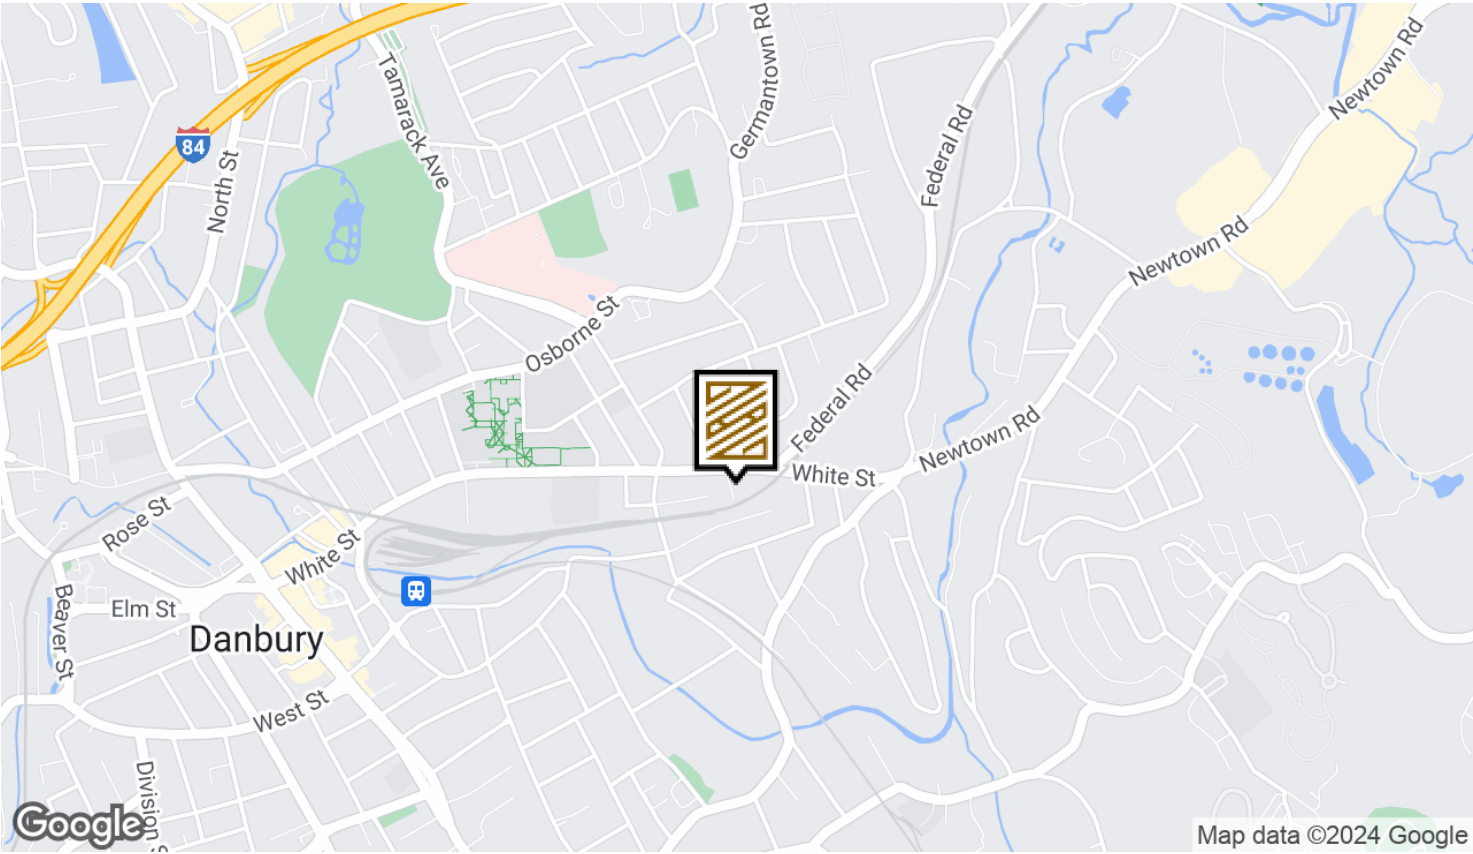 Germantown Rd
Newtown Rd
Tamarack Ave
84
Federal Rd
North St
Newtown Rd
Osborne St
Federal Rd
Newtown Rd
White St
Rose St
White St
Elm St
Beaver St
Danbury
West St
Division S
Google
Map data ©2024 Google